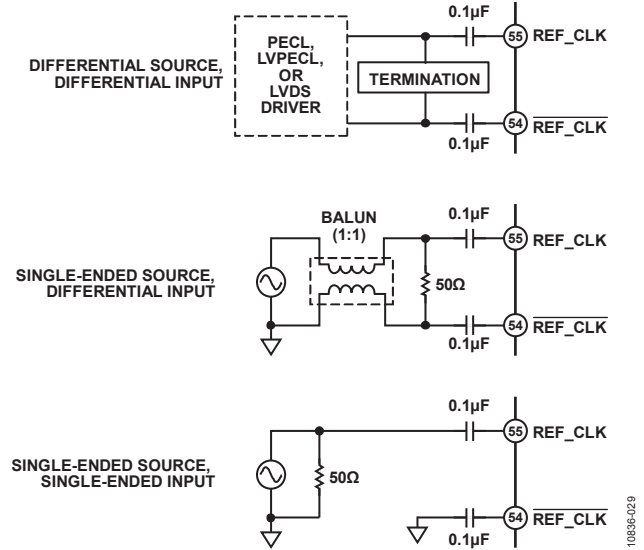 0.1µF
55 REF_CLK
PECL,
LVPECL,
OR
LVDS
DRIVER
DIFFERENTIAL SOURCE,
DIFFERENTIAL INPUT
TERMINATION
54 REF_CLK
0.1µF
BALUN
(1:1)
0.1µF
55 REF_CLK
SINGLE-ENDED SOURCE,
DIFFERENTIAL INPUT
50Ω
54 REF_CLK
0.1µF
0.1µF
55 REF_CLK
SINGLE-ENDED SOURCE,
SINGLE-ENDED INPUT
50Ω
54 REF_CLK
0.1µF
10836-029